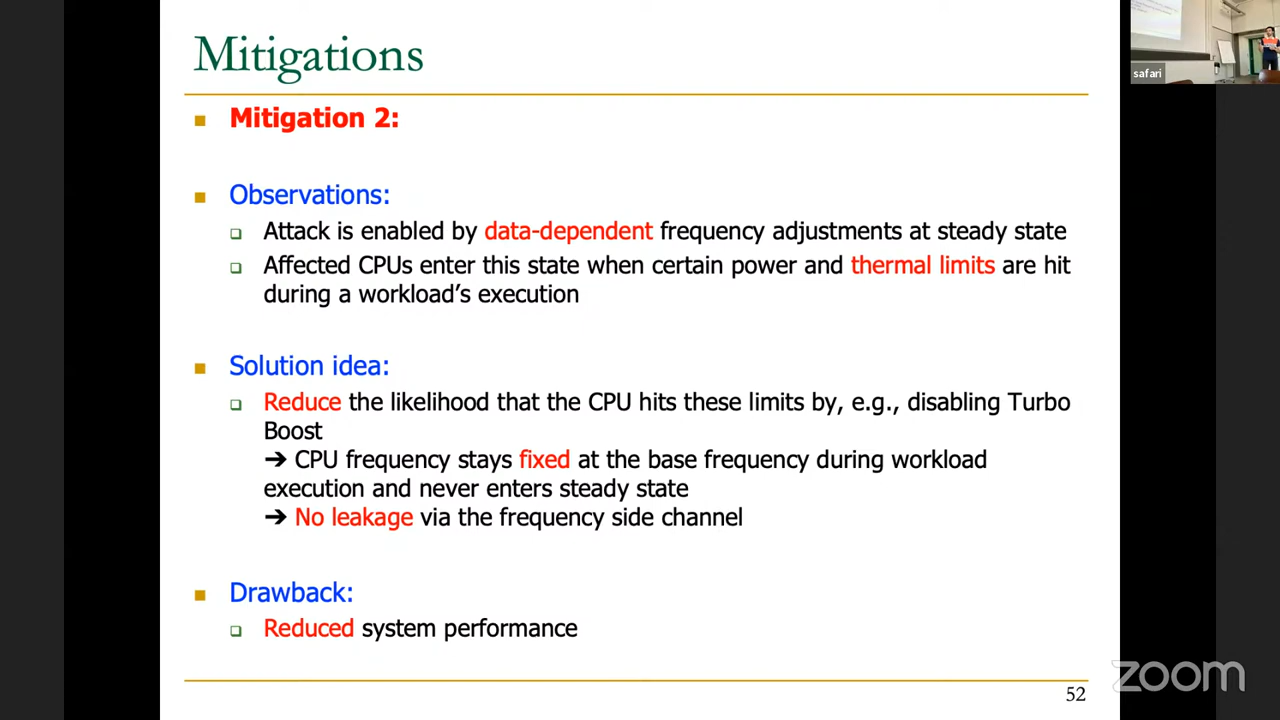 Mitigations
safari
Mitigation 2:
Observations:
Attack is enabled by data-dependent frequency adjustments at steady state
Affected CPUs enter this state when certain power and thermal limits are hit
during a workload’s execution
Solution idea:
Reduce the likelihood that the CPU hits these limits by, e.g., disabling Turbo
Boost
➔ CPU frequency stays fixed at the base frequency during workload
execution and never enters steady state
➔ No leakage via the frequency side channel
Drawback:
Reduced system performance
52
zoom